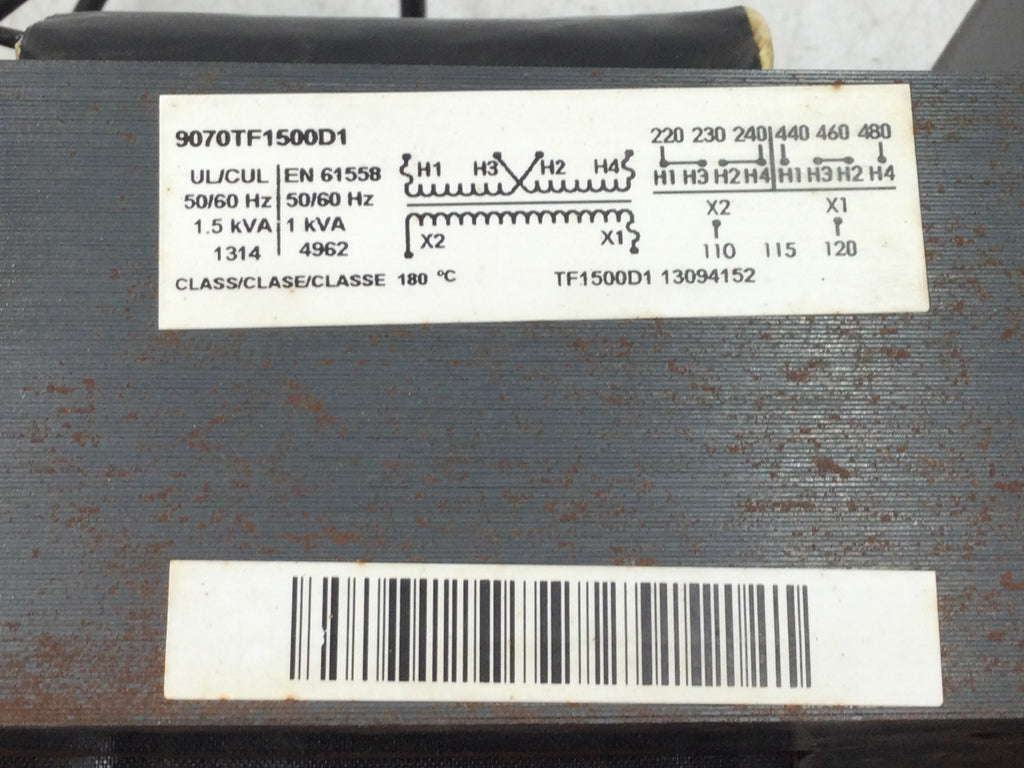 9070TF1500D1
UL/CUL EN 61558
50/60 Hz 50/60 Hz
1.5 kVA 1 kVA
1314 4962
CLASS/CLASE/CLASSE 180 ºC
H1 H3 H2 H4
X2 X1
220 230 240 440 460 480
H1 H3 H2 H4 H1 H3 H2 H4
X2 X1
110 115 120
TF1500D1 13094152